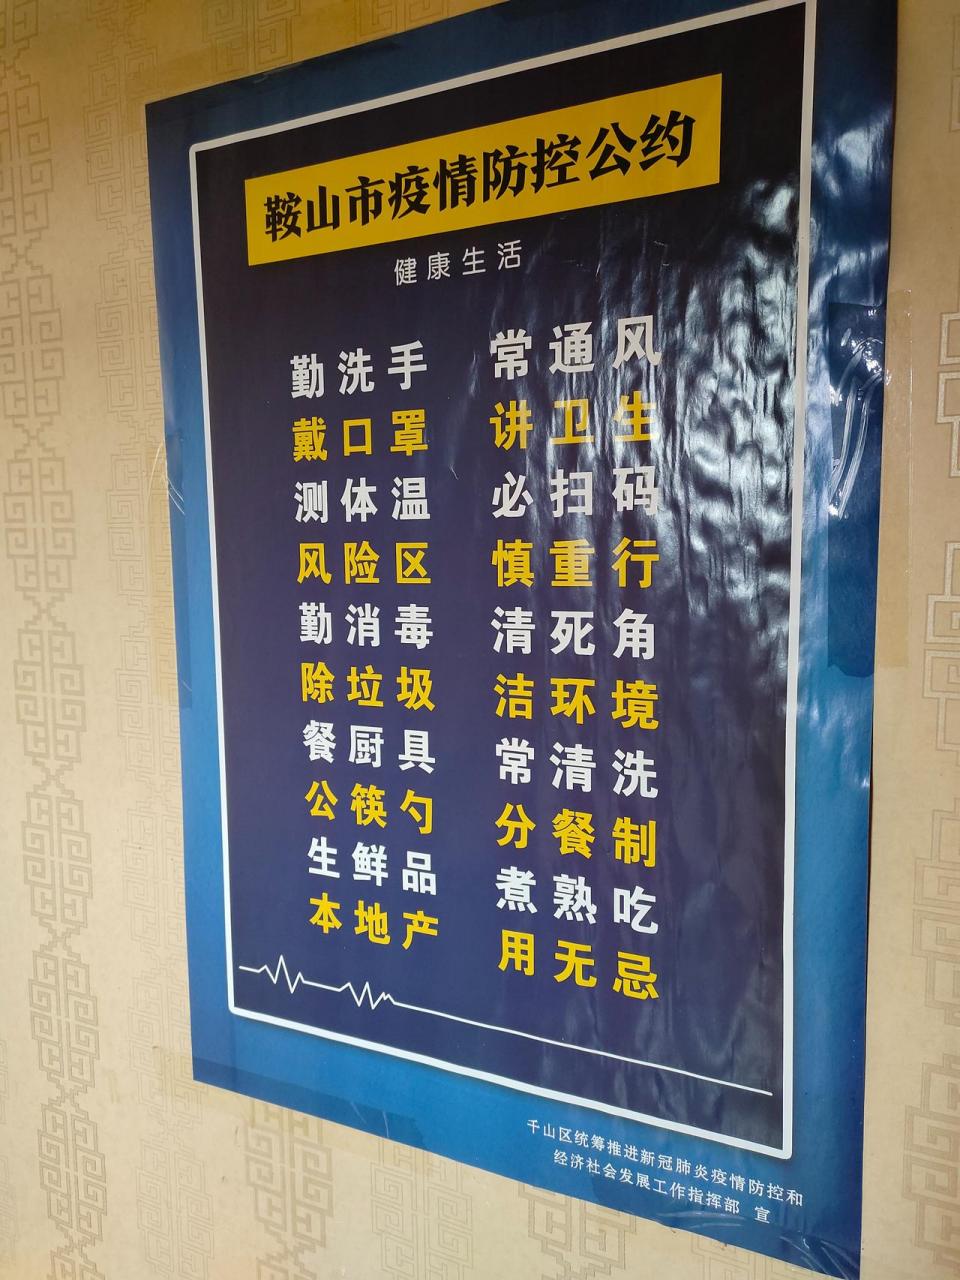 鞍山市疫情防控公约
健康生活
勤洗手 常通风
戴口罩 讲卫生
测体温 必扫码
风险区 慎重行
勤消毒 清死角
除垃圾 洁环境
餐厨具 常清洗
公筷勺 分餐制
生鲜品 煮熟吃
本地产 用无忌
千山区统筹推进新冠肺炎疫情防控和
经济社会发展工作指挥部 宣